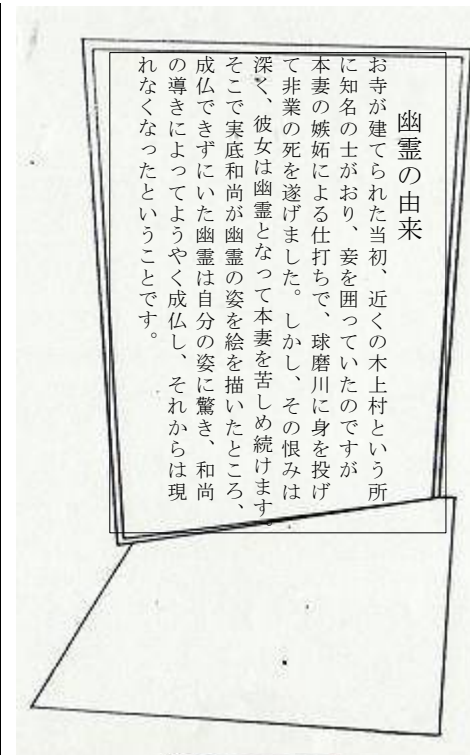 幽霊の由来
お寺が建てられた当初、近くの木上村という所
に知名の士がおり、妾を囲っていたのですが
本妻の嫉妬による仕打ちで、球磨川に身を投げ
て非業の死を遂げました。しかし、その恨みは
深く、彼女は幽霊となって本妻を苦しめ続けます。
そこで実底和尚が幽霊の姿を絵を描いたところ、
成仏できずにいた幽霊は自分の姿に驚き、和尚
の導きによってようやく成仏し、それからは現
れなくなったということです。